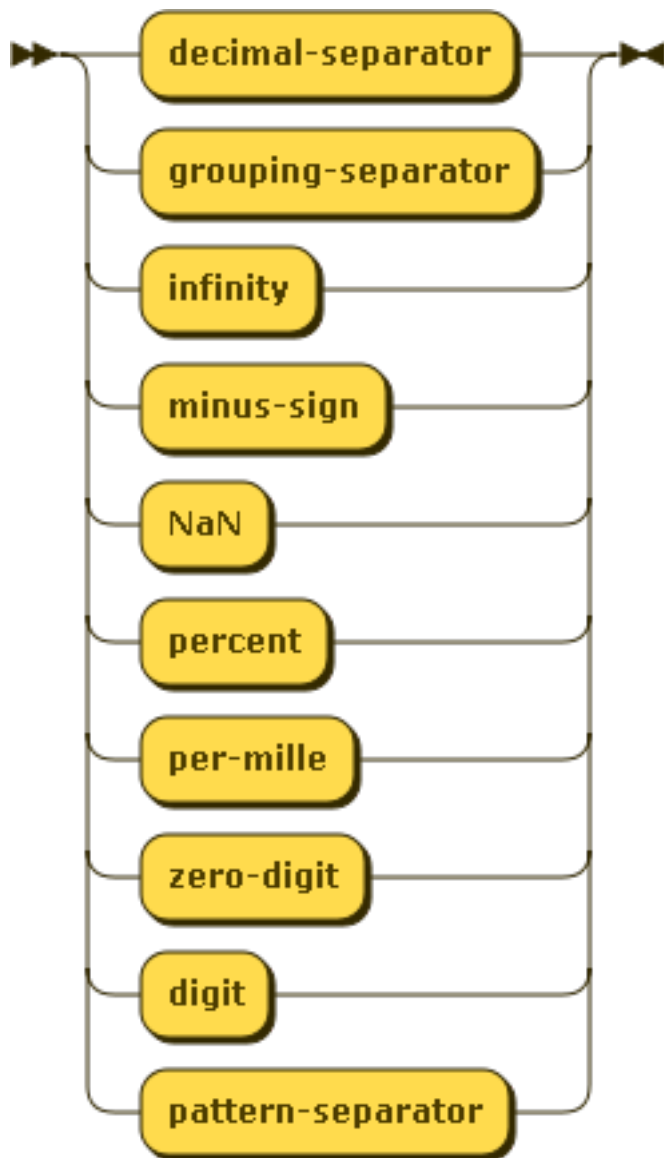 decimal-separator
grouping-separator
infinity
minus-sign
NaN
percent
per-mille
zero-digit
digit
pattern-separator